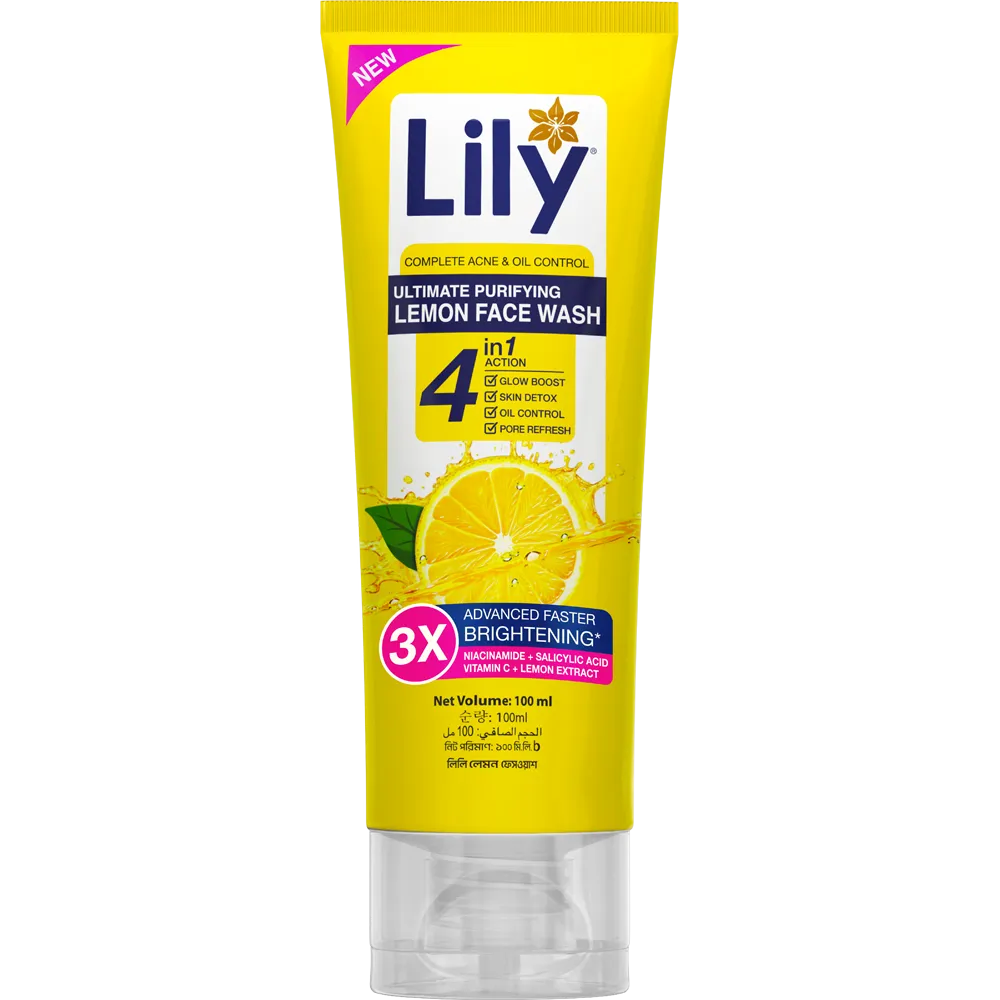 NEW
Lily®
COMPLETE ACNE & OIL CONTROL
ULTIMATE PURIFYING
LEMON FACE WASH
4 in1
ACTION
GLOW BOOST
SKIN DETOX
OIL CONTROL
PORE REFRESH
3X
ADVANCED FASTER
BRIGHTENING*
NIACINAMIDE + SALICYLIC ACID
VITAMIN C + LEMON EXTRACT
Net Volume: 100 ml
순량: 100ml
الحجم الصافي: 100 مل
নিট পরিমাণ: ১০০ মি.লি.b
লিলি লেমন ফেসওয়াশ